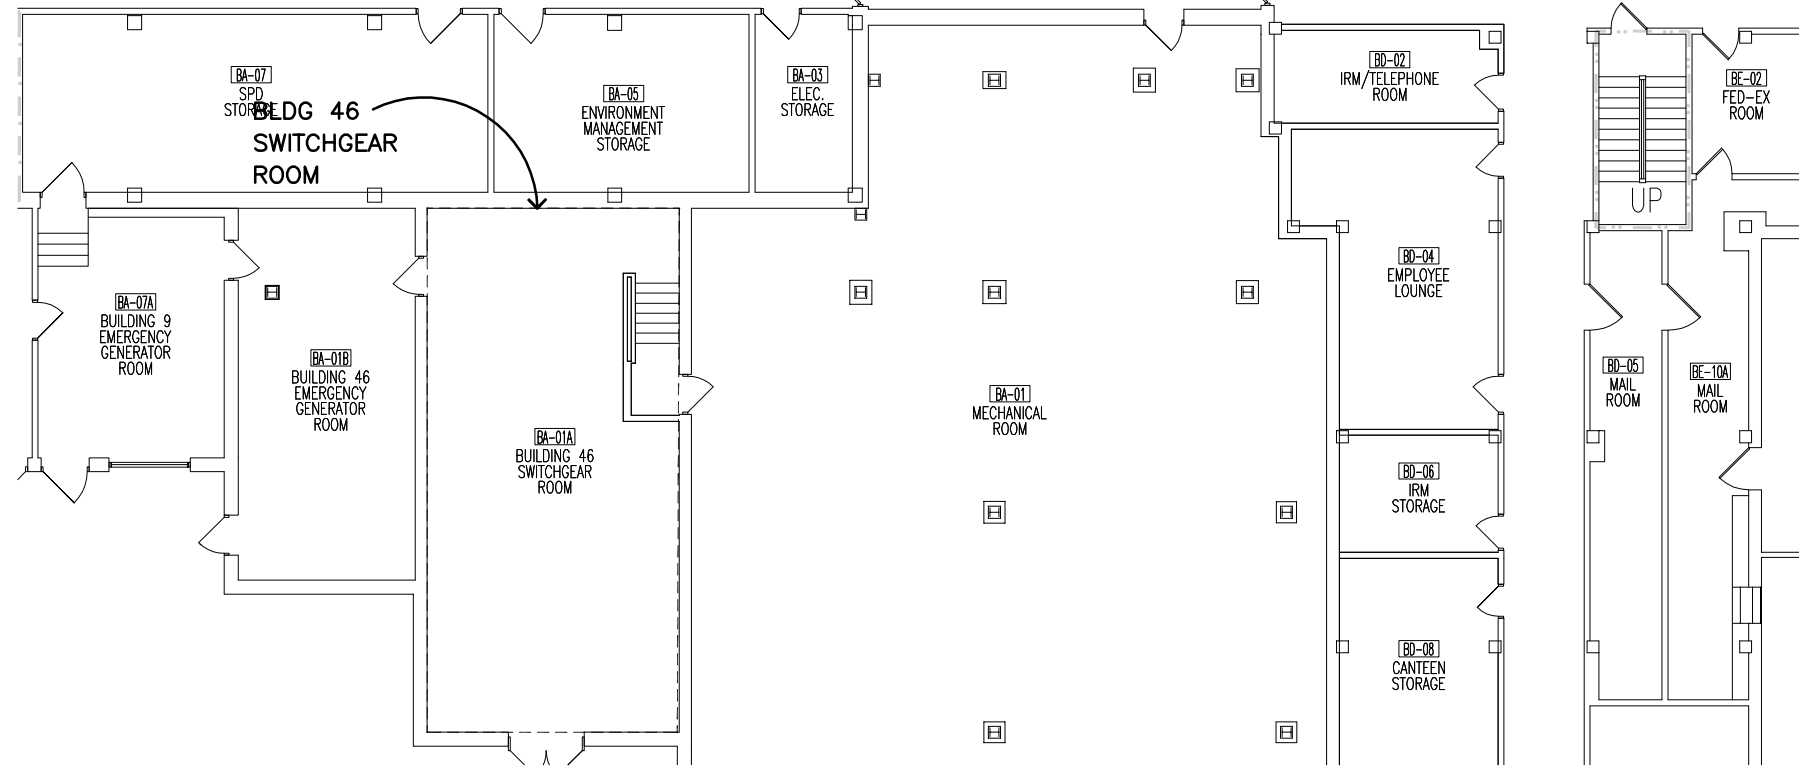 BA-07
SPD
STORAGE
BLDG 46
SWITCHGEAR
ROOM
BA-05
ENVIRONMENT
MANAGEMENT
STORAGE
BA-03
ELEC.
STORAGE
BD-02
IRM/TELEPHONE
ROOM
BE-02
FED-EX
ROOM
UP
BD-04
EMPLOYEE
LOUNGE
BA-07A
BUILDING 9
EMERGENCY
GENERATOR
ROOM
BA-01B
BUILDING 46
EMERGENCY
GENERATOR
ROOM
BA-01A
BUILDING 46
SWITCHGEAR
ROOM
BA-01
MECHANICAL
ROOM
BD-05
MAIL
ROOM
BE-10A
MAIL
ROOM
BD-06
IRM
STORAGE
BD-08
CANTEEN
STORAGE